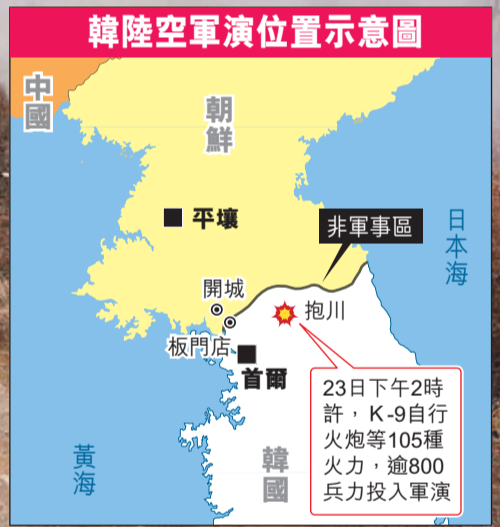 韓陸空軍演位置示意圖
中國
朝鮮
平壤
非軍事區
日本海
開城
抱川
板門店
首爾
23日下午2時
許，K-9自行
火炮等105種
火力，逾800
兵力投入軍演
黃海
韓國